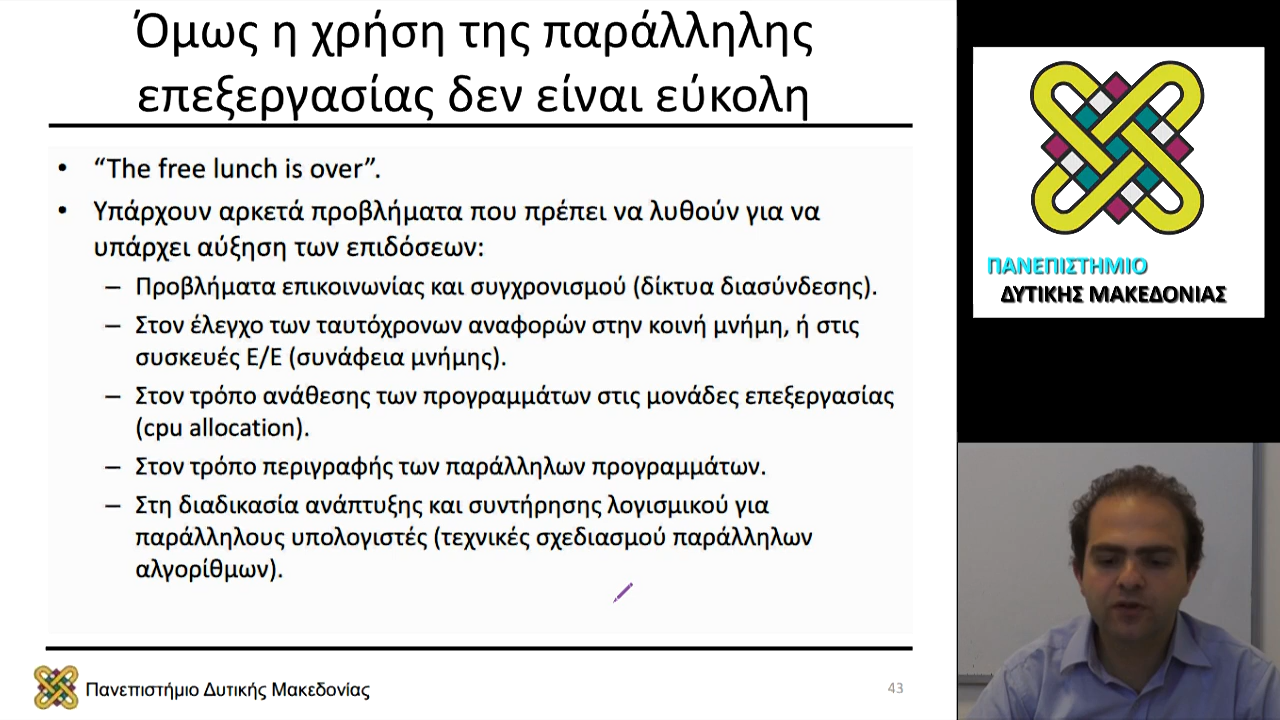 Όμως η χρήση της παράλληλης
επεξεργασίας δεν είναι εύκολη
• “The free lunch is over”.
• Υπάρχουν αρκετά προβλήματα που πρέπει να λυθούν για να
υπάρχει αύξηση των επιδόσεων:
– Προβλήματα επικοινωνίας και συγχρονισμού (δίκτυα διασύνδεσης).
– Στον έλεγχο των ταυτόχρονων αναφορών στην κοινή μνήμη, ή στις
συσκευές Ε/Ε (συνάφεια μνήμης).
– Στον τρόπο ανάθεσης των προγραμμάτων στις μονάδες επεξεργασίας
(cpu allocation).
– Στον τρόπο περιγραφής των παράλληλων προγραμμάτων.
– Στη διαδικασία ανάπτυξης και συντήρησης λογισμικού για
παράλληλους υπολογιστές (τεχνικές σχεδιασμού παράλληλων
αλγορίθμων).
Πανεπιστήμιο Δυτικής Μακεδονίας
43
ΠΑΝΕΠΙΣΤΗΜΙΟ
ΔΥΤΙΚΗΣ ΜΑΚΕΔΟΝΙΑΣ